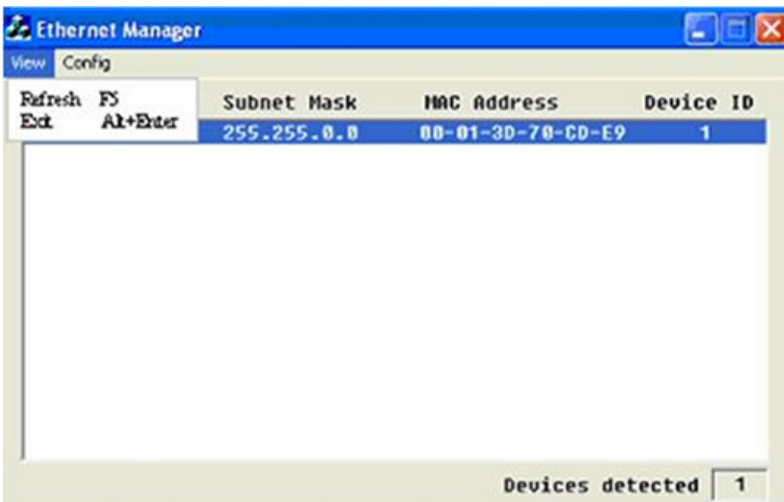 Ethernet Manager
View Config
Refresh F5
Exit Alt+Enter
Subnet Mask MAC Address Device ID
255.255.0.0 00-01-3D-70-CD-E9 1
Devices detected 1